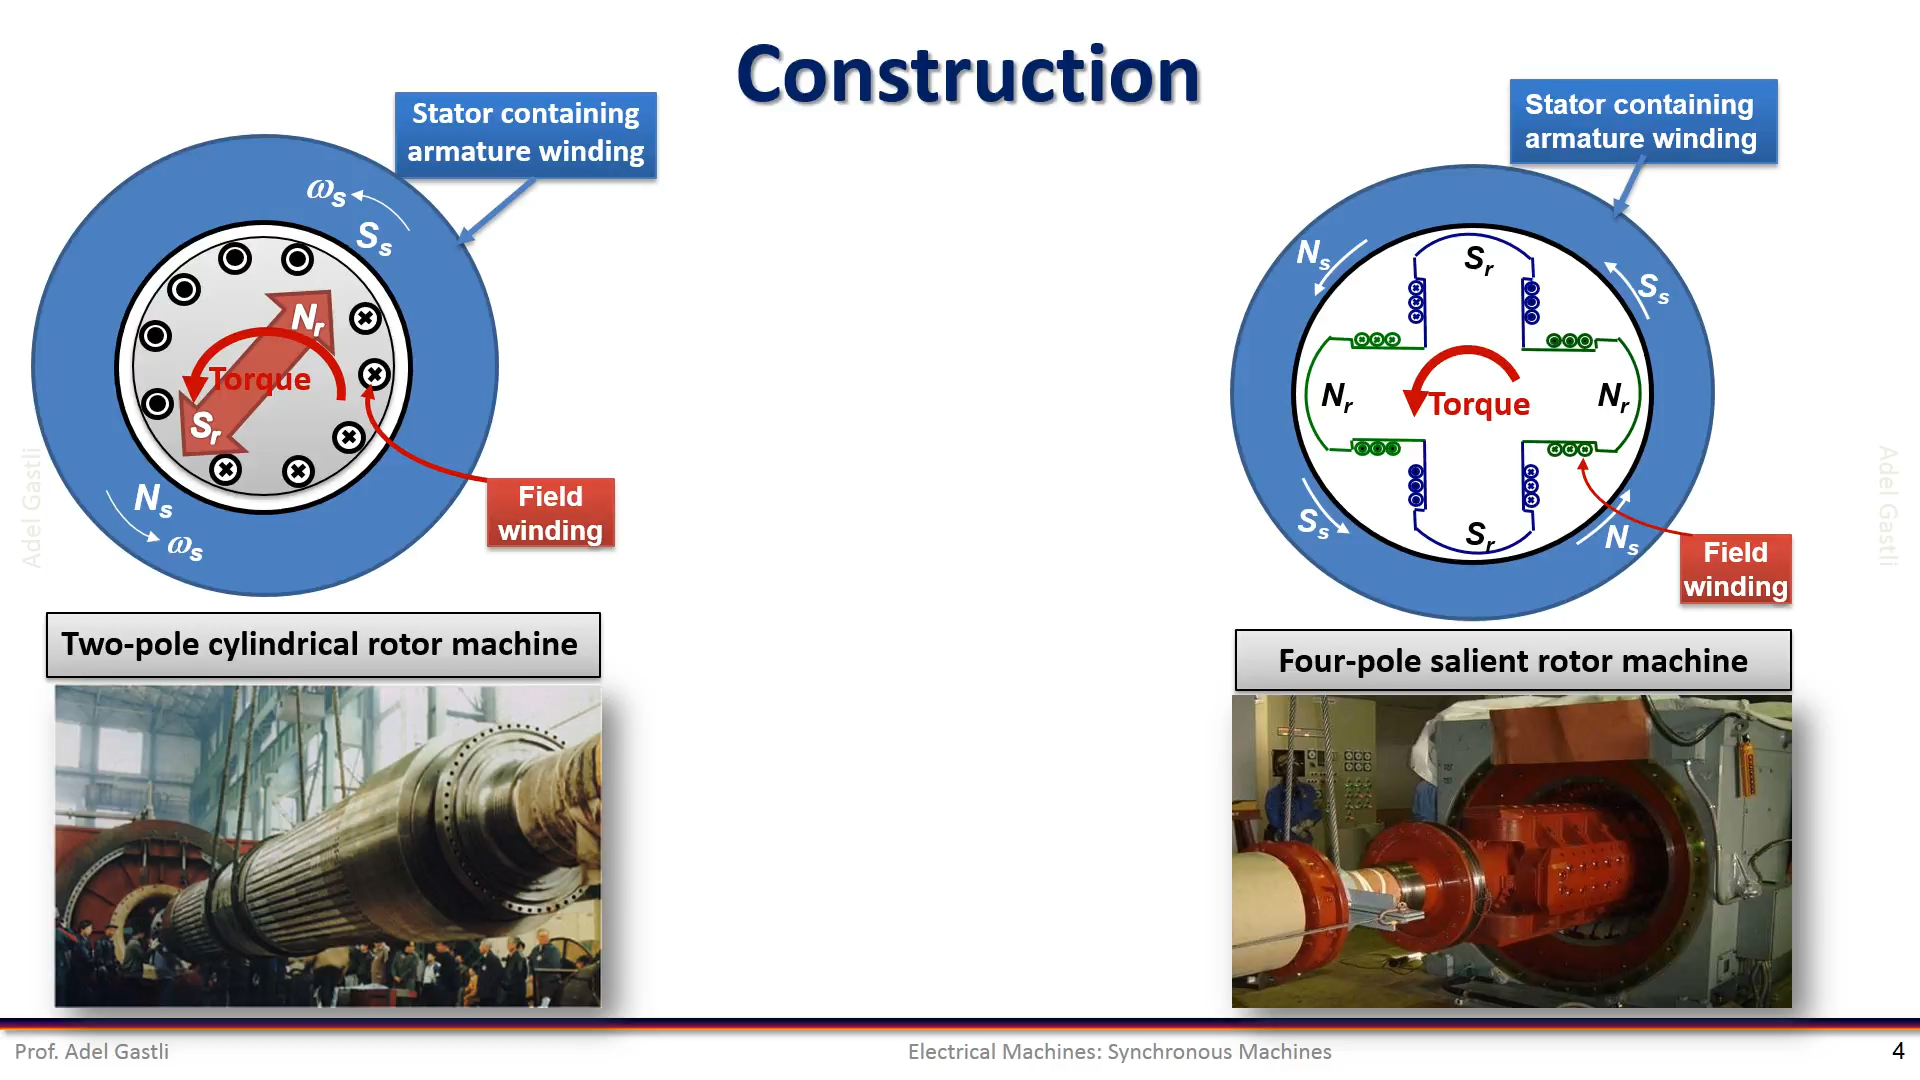 Construction
Stator containing
armature winding
ωs
Ss
Nr
Torque
Sr
Ns
ωs
Field
winding
Two-pole cylindrical rotor machine
Stator containing
armature winding
Ns
Sr
Ss
Nr
Torque
Nr
Ss
Sr
Ns
Field
winding
Four-pole salient rotor machine
Adel Gastli
Adel Gastli
Prof. Adel Gastli
Electrical Machines: Synchronous Machines
4